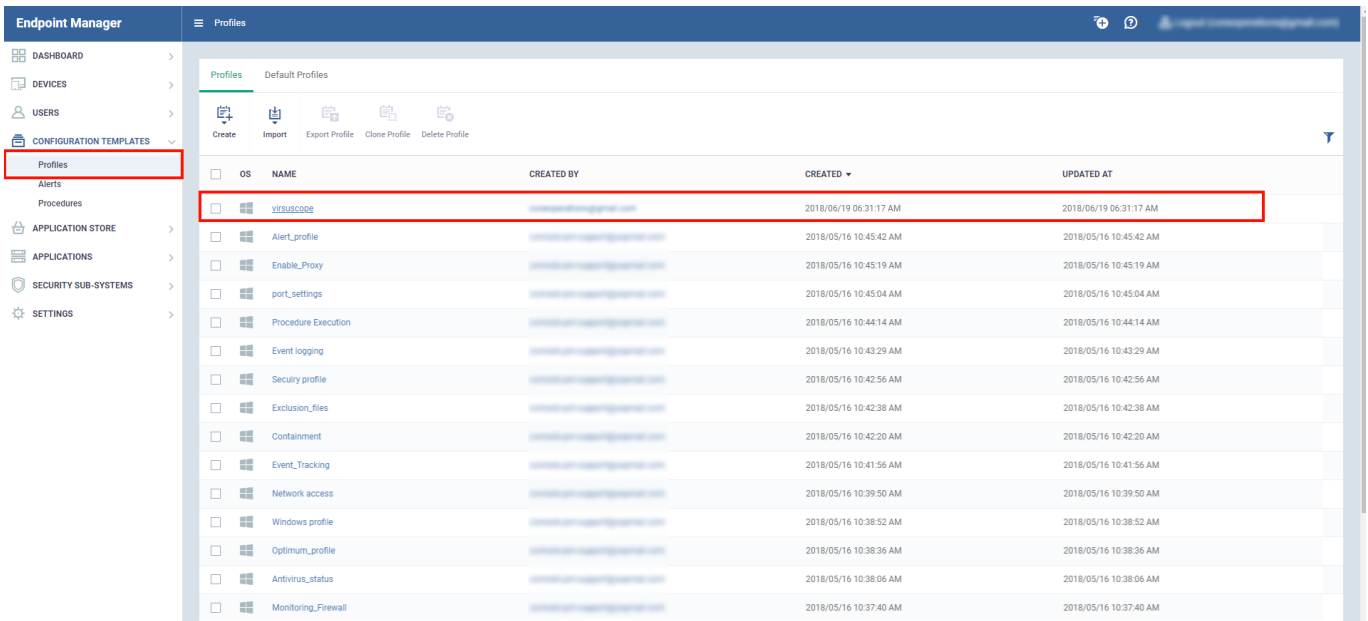 Endpoint Manager
Profiles
DASHBOARD
DEVICES
USERS
CONFIGURATION TEMPLATES
Profiles
Alerts
Procedures
APPLICATION STORE
APPLICATIONS
SECURITY SUB-SYSTEMS
SETTINGS
Profiles Default Profiles
Create Import Export Profile Clone Profile Delete Profile
OS NAME CREATED BY CREATED UPDATED AT
virsuscope 2018/06/19 06:31:17 AM 2018/06/19 06:31:17 AM
Alert_profile 2018/05/16 10:45:42 AM 2018/05/16 10:45:42 AM
Enable_Proxy 2018/05/16 10:45:19 AM 2018/05/16 10:45:19 AM
port_settings 2018/05/16 10:45:04 AM 2018/05/16 10:45:04 AM
Procedure Execution 2018/05/16 10:44:14 AM 2018/05/16 10:44:14 AM
Event logging 2018/05/16 10:43:29 AM 2018/05/16 10:43:29 AM
Secuiry profile 2018/05/16 10:42:56 AM 2018/05/16 10:42:56 AM
Exclusion_files 2018/05/16 10:42:38 AM 2018/05/16 10:42:38 AM
Containment 2018/05/16 10:42:20 AM 2018/05/16 10:42:20 AM
Event_Tracking 2018/05/16 10:41:56 AM 2018/05/16 10:41:56 AM
Network access 2018/05/16 10:39:50 AM 2018/05/16 10:39:50 AM
Windows profile 2018/05/16 10:38:52 AM 2018/05/16 10:38:52 AM
Optimum_profile 2018/05/16 10:38:36 AM 2018/05/16 10:38:36 AM
Antivirus_status 2018/05/16 10:38:06 AM 2018/05/16 10:38:06 AM
Monitoring_Firewall 2018/05/16 10:37:40 AM 2018/05/16 10:37:40 AM